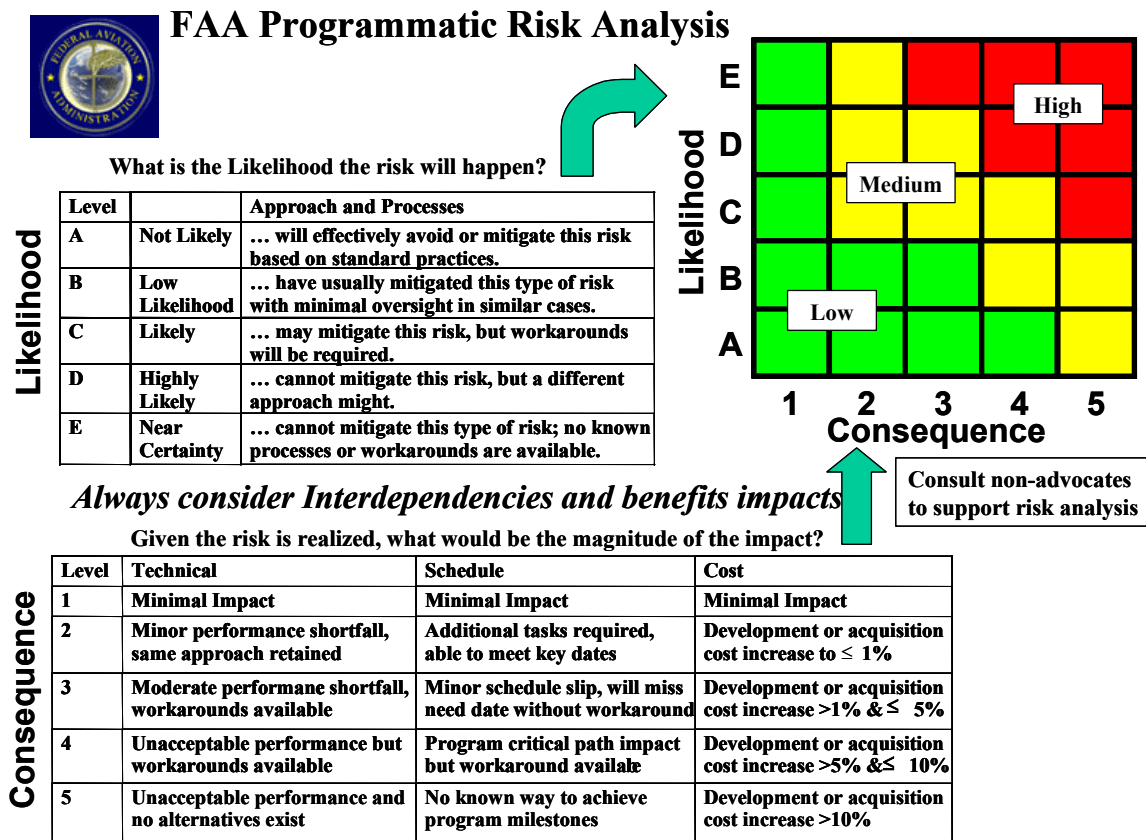 FAA Programmatic Risk Analysis
FEDERAL AVIATION
ADMINISTRATION
What is the Likelihood the risk will happen?
Likelihood
Level Approach and Processes
A Not Likely … will effectively avoid or mitigate this risk
based on standard practices.
B Low … have usually mitigated this type of risk
Likelihood with minimal oversight in similar cases.
C Likely … may mitigate this risk, but workarounds
will be required.
D Highly … cannot mitigate this risk, but a different
Likely approach might.
E Near … cannot mitigate this type of risk; no known
Certainty processes or workarounds are available.
Likelihood
E
High
D
Medium
C
B
Low
A
1 2 3 4 5
Consequence
Always consider Interdependencies and benefits impacts
Consult non-advocates
to support risk analysis
Given the risk is realized, what would be the magnitude of the impact?
Consequence
Level Technical Schedule Cost
1 Minimal Impact Minimal Impact Minimal Impact
2 Minor performance shortfall, Additional tasks required, Development or acquisition
same approach retained able to meet key dates cost increase to ≤ 1%
3 Moderate performane shortfall, Minor schedule slip, will miss Development or acquisition
workarounds available need date without workaround cost increase >1% & ≤ 5%
4 Unacceptable performance but Program critical path impact Development or acquisition
workarounds available but workaround available cost increase >5% &≤ 10%
5 Unacceptable performance and No known way to achieve Development or acquisition
no alternatives exist program milestones cost increase >10%